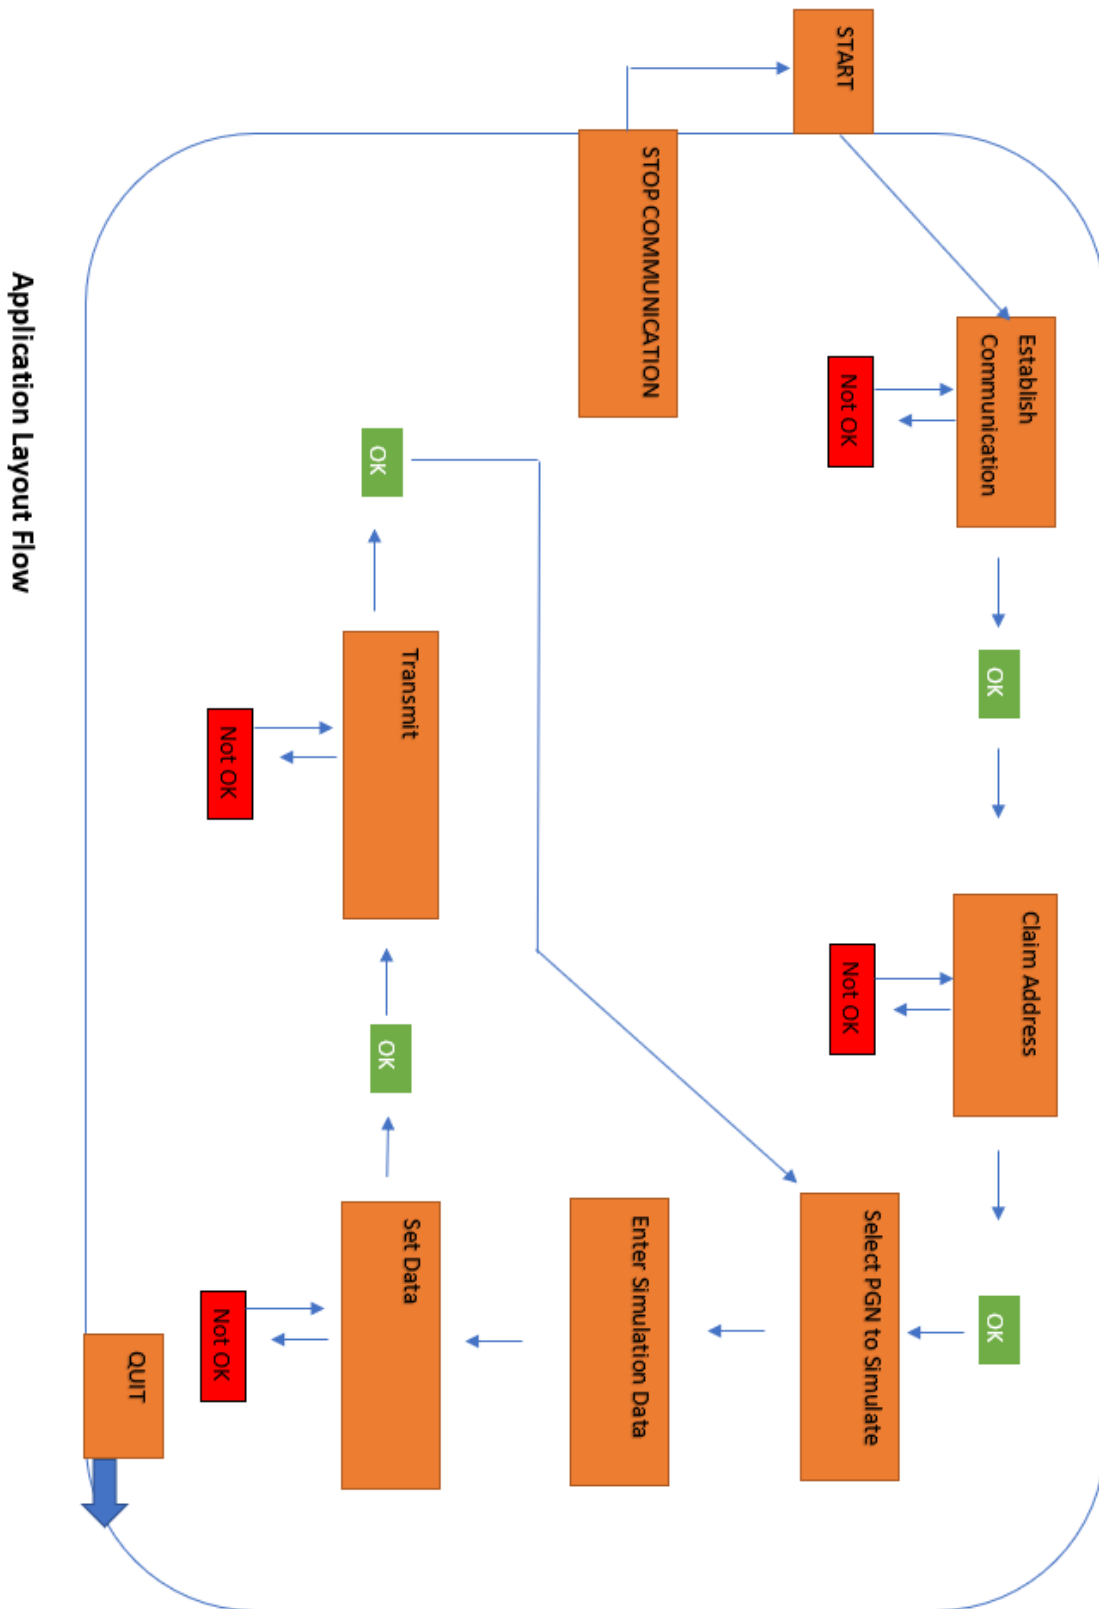 START
Establish
Communication
OK
Claim Address
OK
Not OK
Not OK
Select PGN to Simulate
STOP COMMUNICATION
Enter Simulation Data
OK
Transmit
OK
Set Data
Not OK
Not OK
QUIT
Application Layout Flow